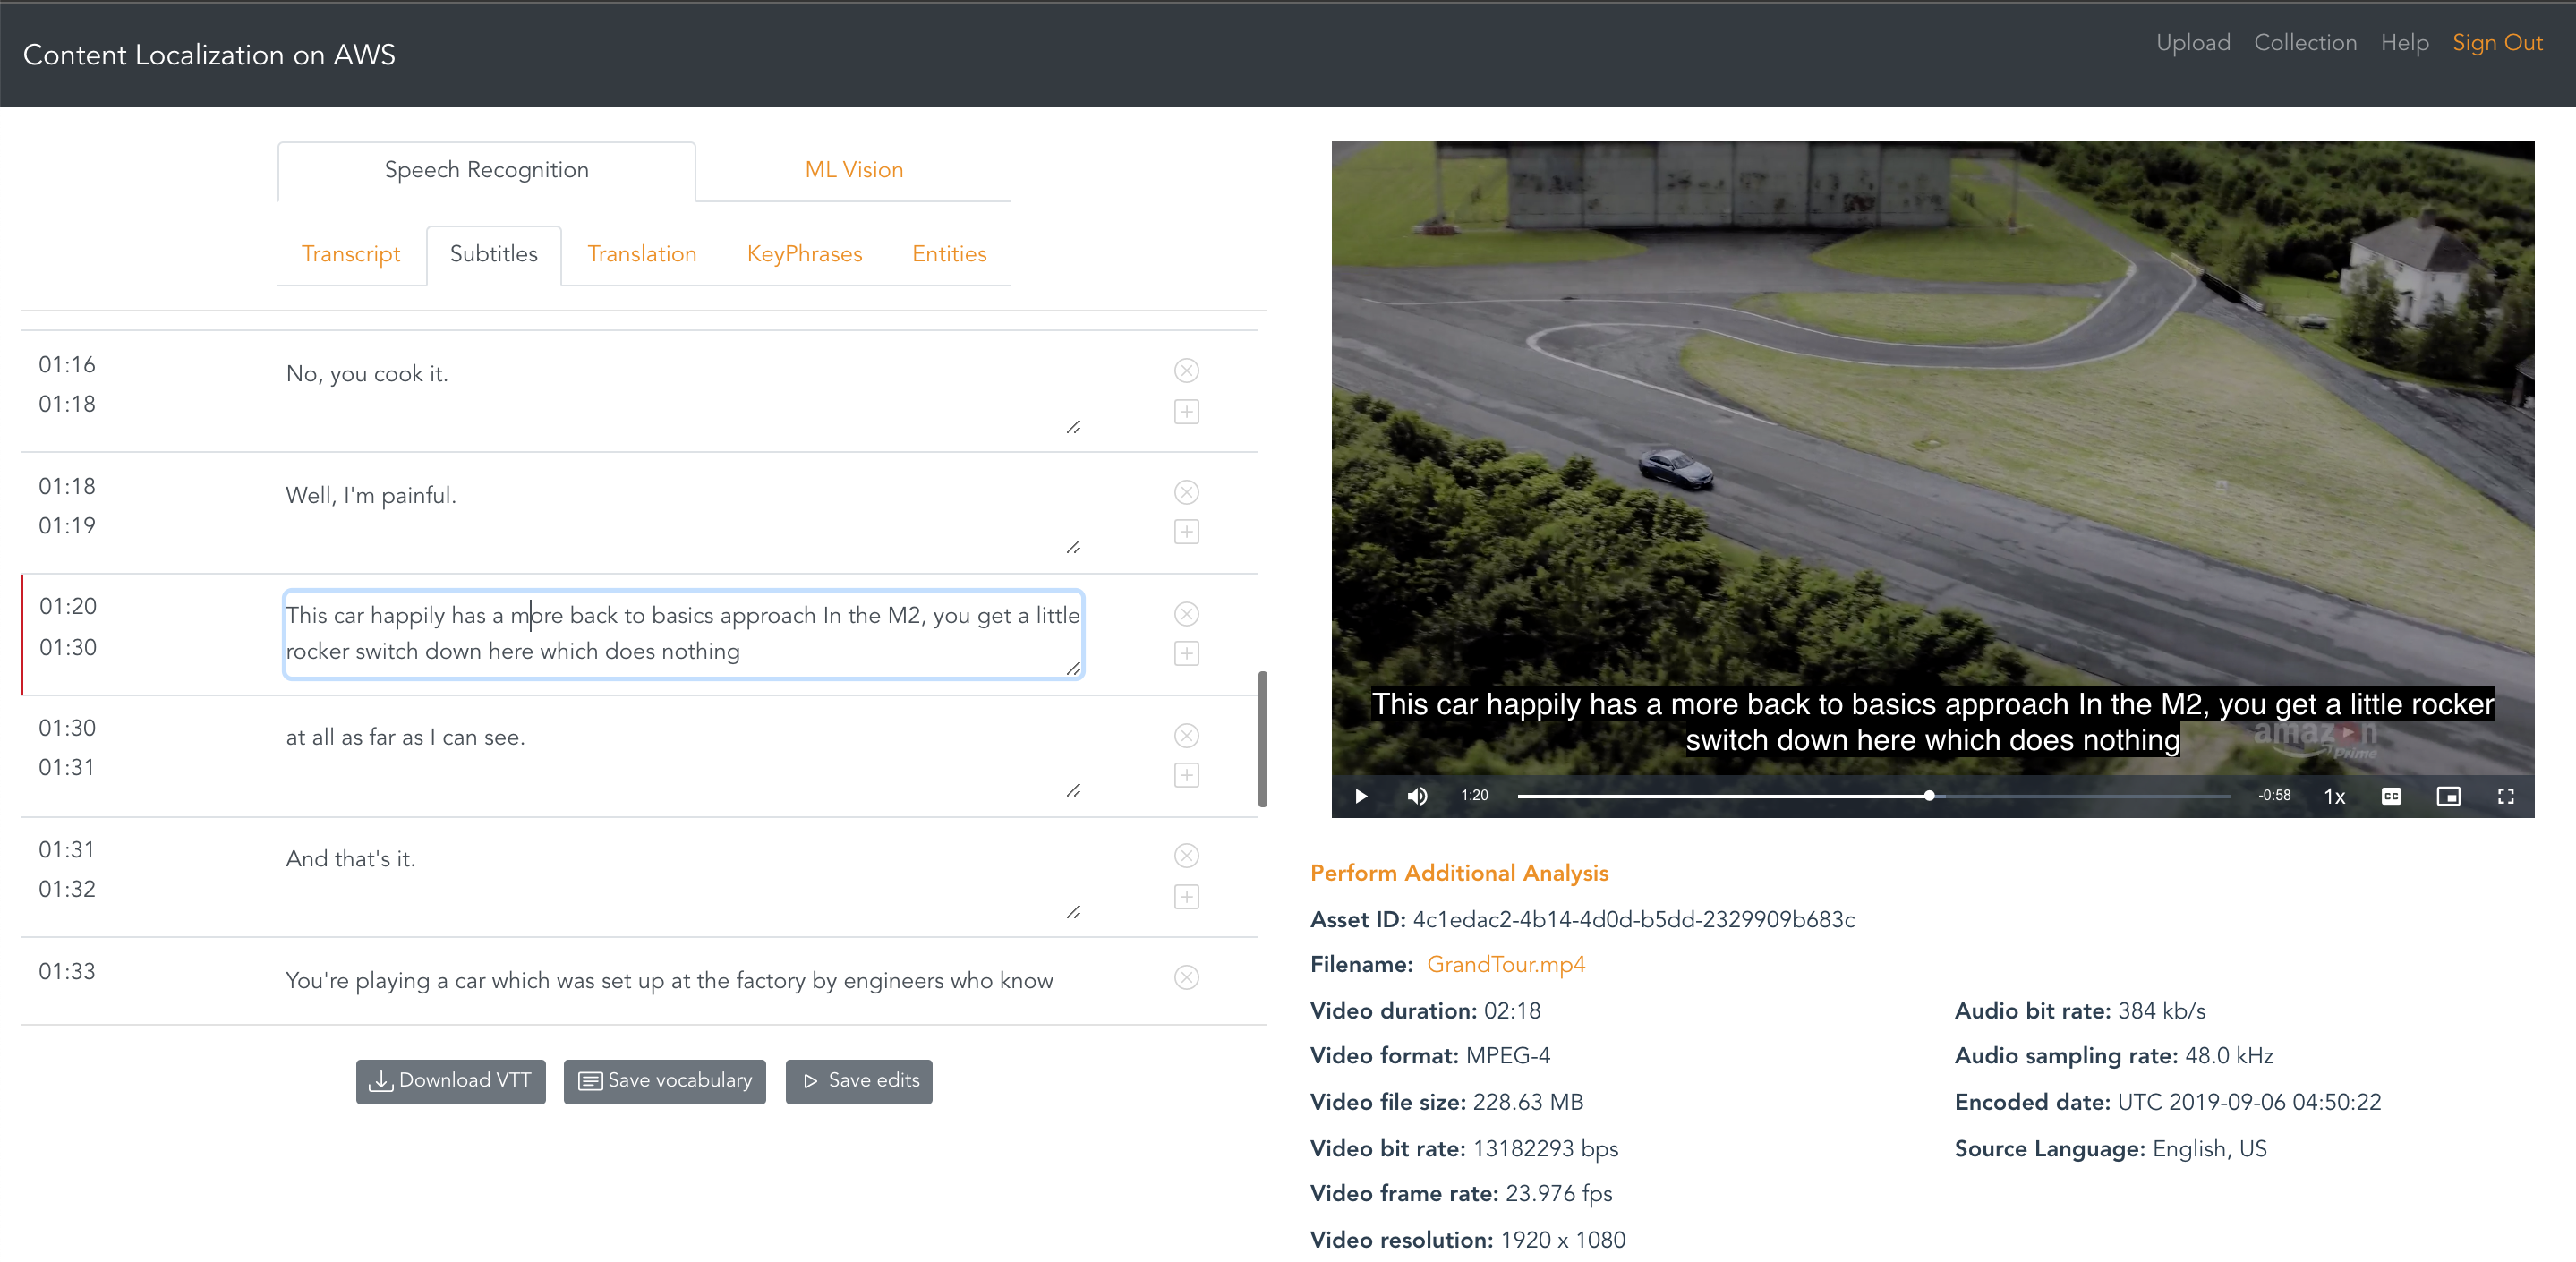 Content Localization on AWS
Upload Collection Help Sign Out
Speech Recognition ML Vision
Transcript Subtitles Translation KeyPhrases Entities
01:16
No, you cook it.
01:18
01:18
Well, I'm painful.
01:19
01:20
This car happily has a more back to basics approach In the M2, you get a little
01:30
rocker switch down here which does nothing
01:30
at all as far as I can see.
01:31
01:31
And that's it.
01:32
01:33
You're playing a car which was set up at the factory by engineers who know
Download VTT Save vocabulary Save edits
This car happily has a more back to basics approach In the M2, you get a little rocker
switch down here which does nothing
amazon
Prime
1:20 -0:58 1x CC
Perform Additional Analysis
Asset ID: 4c1edac2-4b14-4d0d-b5dd-2329909b683c
Filename: GrandTour.mp4
Video duration: 02:18
Audio bit rate: 384 kb/s
Video format: MPEG-4
Audio sampling rate: 48.0 kHz
Video file size: 228.63 MB
Encoded date: UTC 2019-09-06 04:50:22
Video bit rate: 13182293 bps
Source Language: English, US
Video frame rate: 23.976 fps
Video resolution: 1920 x 1080